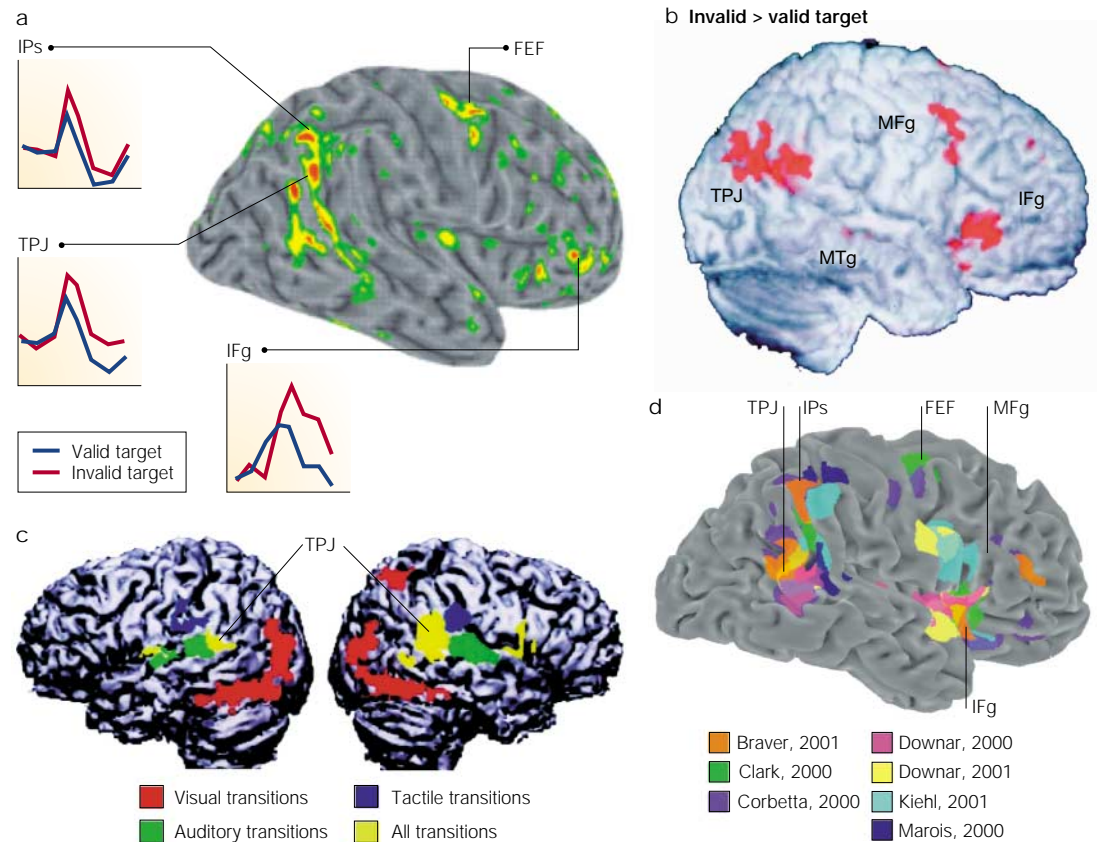 a
IPs
FEF
TPJ
IFg
Valid target
Invalid target
b Invalid > valid target
MFg
TPJ
IFg
MTg
c
TPJ
Visual transitions
Tactile transitions
Auditory transitions
All transitions
d
TPJ IPs FEF MFg
IFg
Braver, 2001
Clark, 2000
Corbetta, 2000
Downar, 2000
Downar, 2001
Kiehl, 2001
Marois, 2000